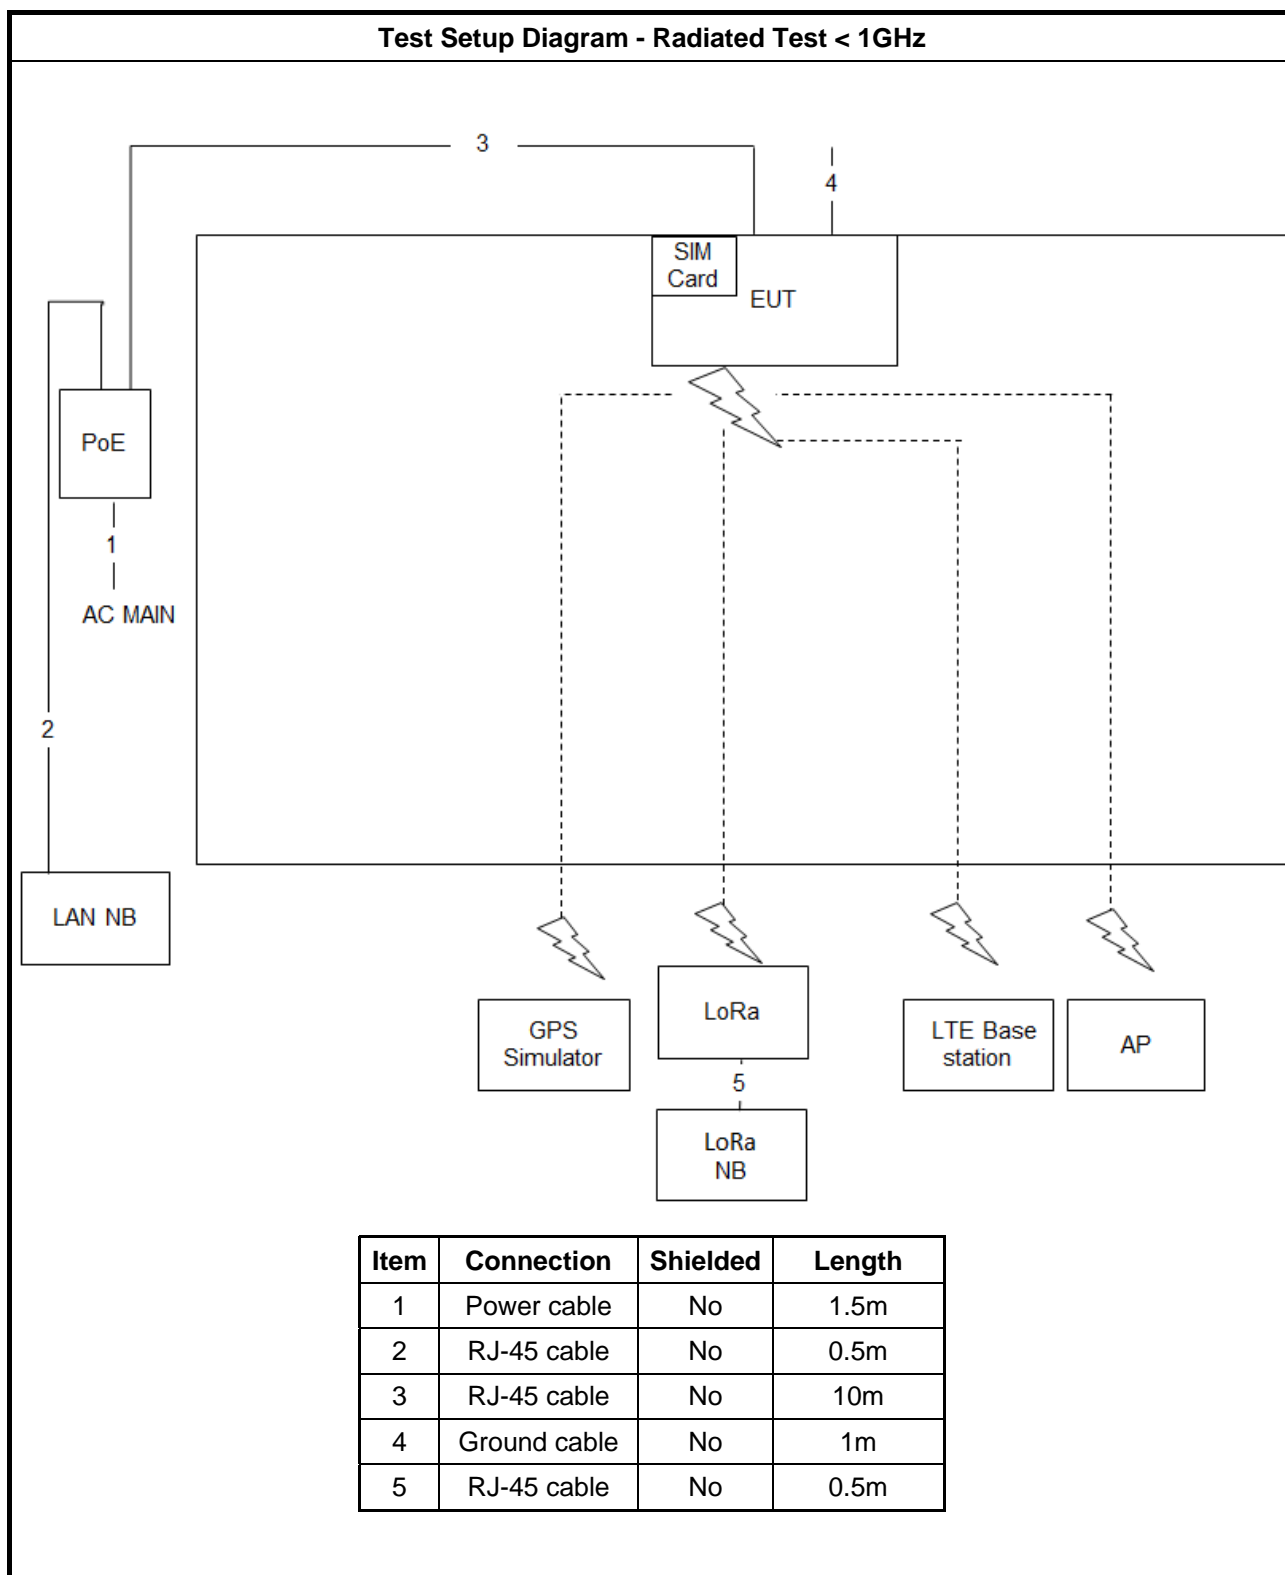 Test Setup Diagram - Radiated Test < 1GHz
3
4
SIM
Card
EUT
PoE
1
AC MAIN
2
LAN NB
GPS
Simulator
LoRa
5
LoRa
NB
LTE Base
station
AP
Item Connection Shielded Length
1 Power cable No 1.5m
2 RJ-45 cable No 0.5m
3 RJ-45 cable No 10m
4 Ground cable No 1m
5 RJ-45 cable No 0.5m